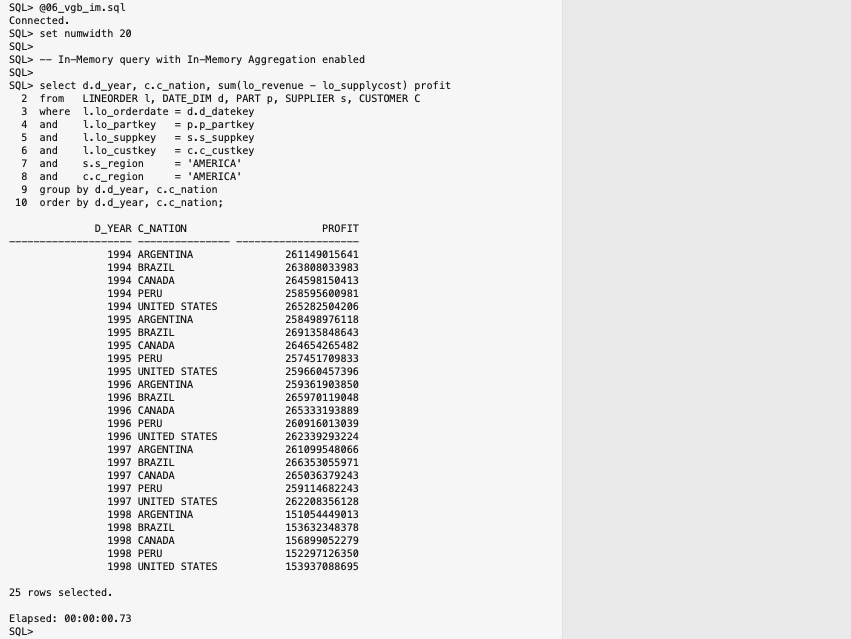 SQL> @06_vgb_im.sql
Connected.
SQL> set numwidth 20
SQL>
SQL> -- In-Memory query with In-Memory Aggregation enabled
SQL>
SQL> select d.d_year, c.c_nation, sum(lo_revenue - lo_supplycost) profit
  2  from   LINEORDER l, DATE_DIM d, PART p, SUPPLIER s, CUSTOMER C
  3  where  l.lo_orderdate = d.d_datekey
  4  and    l.lo_partkey   = p.p_partkey
  5  and    l.lo_suppkey   = s.s_suppkey
  6  and    l.lo_custkey   = c.c_custkey
  7  and    s.s_region     = 'AMERICA'
  8  and    c.c_region     = 'AMERICA'
  9  group by d.d_year, c.c_nation
 10  order by d.d_year, c.c_nation;

              D_YEAR C_NATION                      PROFIT
-------------------- --------------- --------------------
                1994 ARGENTINA               261149015641
                1994 BRAZIL                  263808033983
                1994 CANADA                  264598150413
                1994 PERU                    258595600981
                1994 UNITED STATES           265282504206
                1995 ARGENTINA               258498976118
                1995 BRAZIL                  269135848643
                1995 CANADA                  264654265482
                1995 PERU                    257451709833
                1995 UNITED STATES           259660457396
                1996 ARGENTINA               259361903850
                1996 BRAZIL                  265970119048
                1996 CANADA                  265333193889
                1996 PERU                    260916013039
                1996 UNITED STATES           262339293224
                1997 ARGENTINA               261099548066
                1997 BRAZIL                  266353055971
                1997 CANADA                  265036379243
                1997 PERU                    259114682243
                1997 UNITED STATES           262208356128
                1998 ARGENTINA               151054449013
                1998 BRAZIL                  153632348378
                1998 CANADA                  156899052279
                1998 PERU                    152297126350
                1998 UNITED STATES           153937088695

25 rows selected.

Elapsed: 00:00:00.73
SQL>